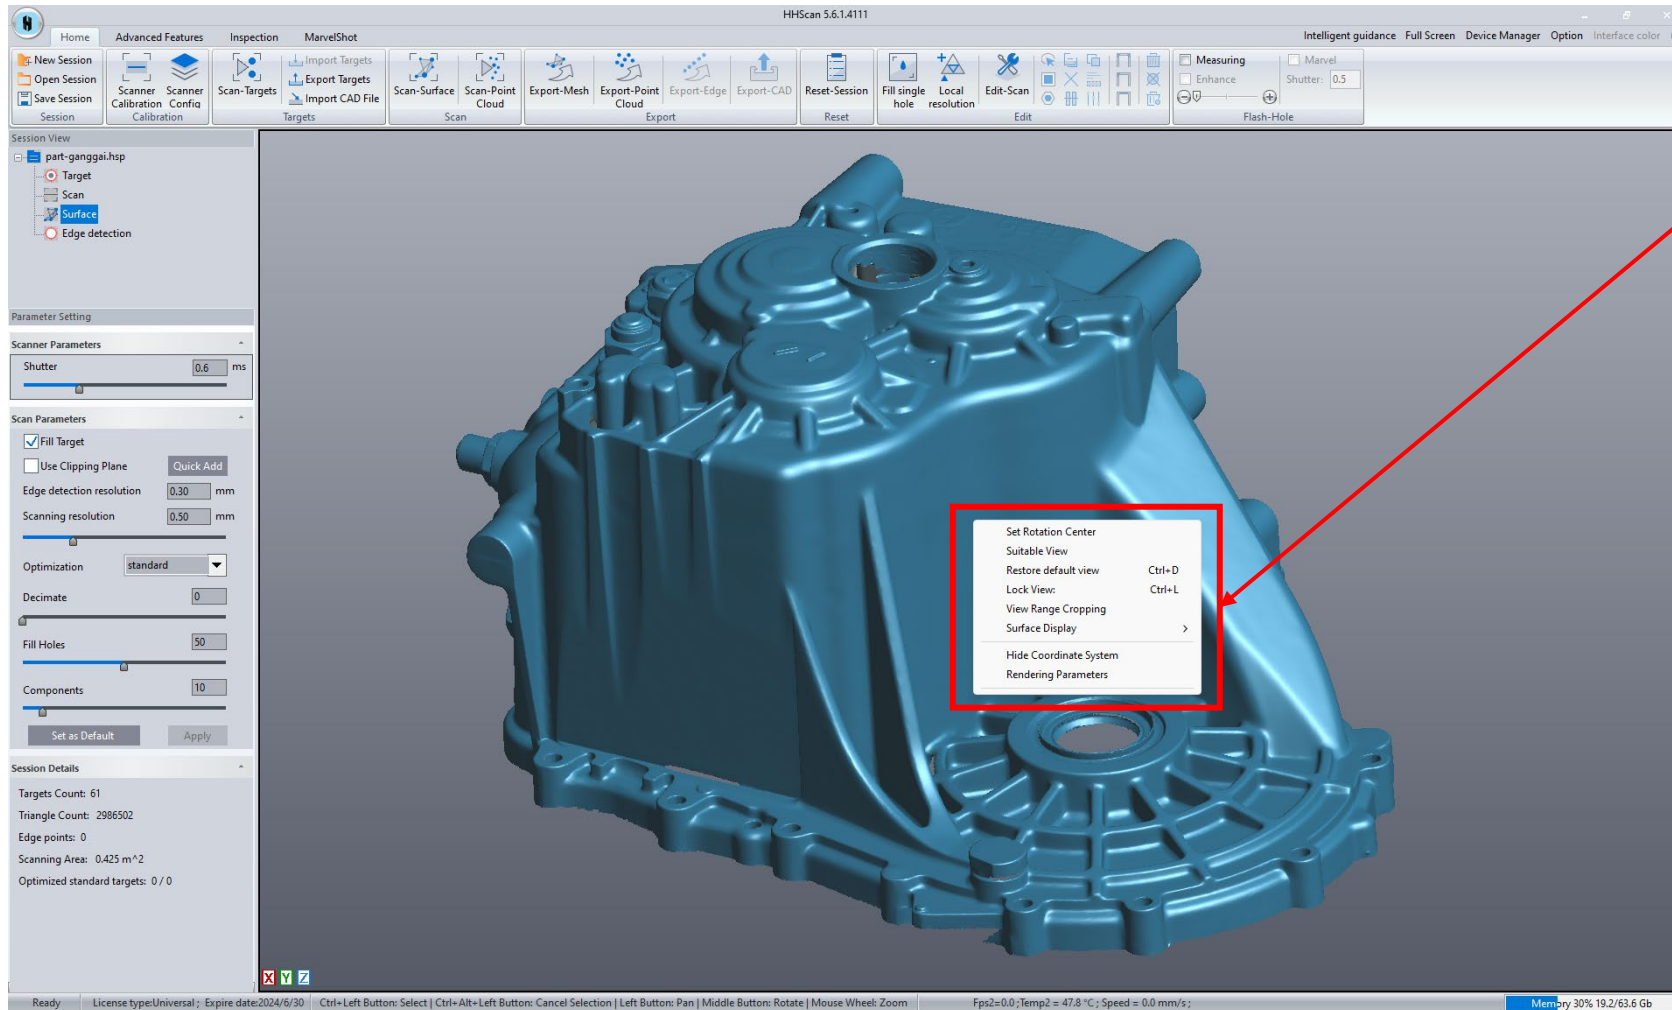 HHScan 5.6.1.4111
Home Advanced Features Inspection MarvelShot
Intelligent guidance Full Screen Device Manager Option Interface color
New Session
Open Session
Save Session
Session
Scanner Calibration
Scanner Config
Calibration
Scan-Targets
Import Targets
Export Targets
Import CAD File
Targets
Scan-Surface
Scan-Point Cloud
Scan
Export-Mesh
Export-Point Cloud
Export-Edge
Export-CAD
Export
Reset-Session
Reset
Fill single hole
Local resolution
Edit-Scan
Edit
Measuring
Enhance
Marvel
Shutter: 0.5
Flash-Hole
Session View
part-ganggai.hsp
Target
Scan
Surface
Edge detection
Parameter Setting
Scanner Parameters
Shutter 0.6 ms
Scan Parameters
Fill Target
Use Clipping Plane Quick Add
Edge detection resolution 0.30 mm
Scanning resolution 0.50 mm
Optimization standard
Decimate 0
Fill Holes 50
Components 10
Set as Default Apply
Session Details
Targets Count: 61
Triangle Count: 2986502
Edge points: 0
Scanning Area: 0.425 m^2
Optimized standard targets: 0 / 0
Set Rotation Center
Suitable View
Restore default view Ctrl+D
Lock View: Ctrl+L
View Range Cropping
Surface Display
Hide Coordinate System
Rendering Parameters
X Y Z
Ready License type:Universal ; Expire date:2024/6/30 Ctrl+Left Button: Select | Ctrl+Alt+Left Button: Cancel Selection | Left Button: Pan | Middle Button: Rotate | Mouse Wheel: Zoom Fps2=0.0 ;Temp2 = 47.8 °C ; Speed = 0.0 mm/s ; Memory 30% 19.2/63.6 Gb